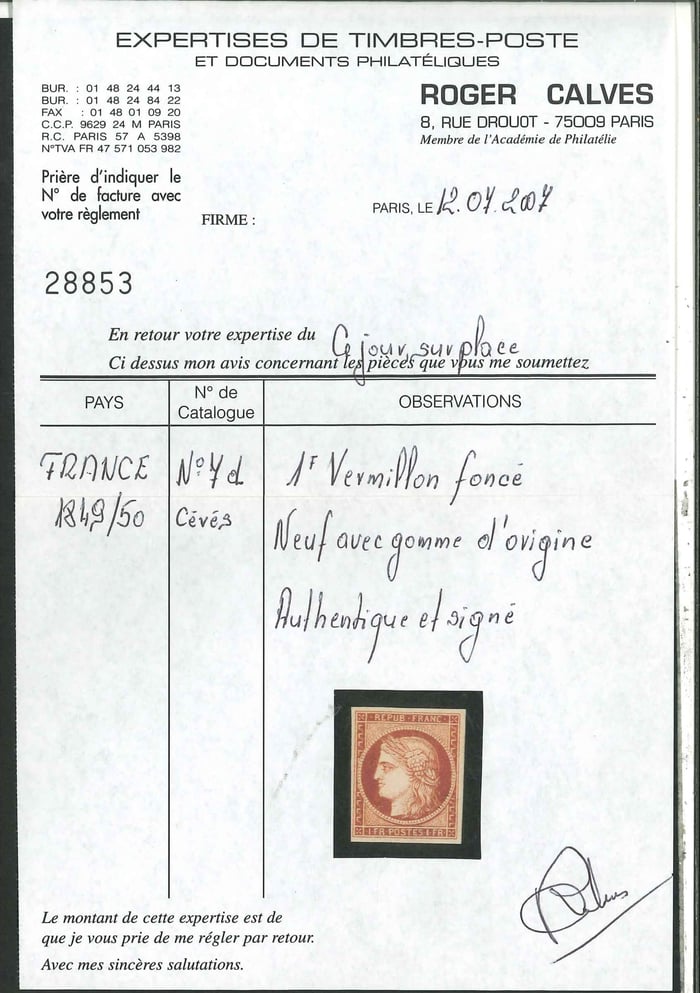 EXPERTISES DE TIMBRES-POSTE
ET DOCUMENTS PHILATÉLIQUES
BUR. : 01 48 24 44 13
BUR. : 01 48 24 84 22
FAX : 01 48 01 09 20
C.C.P. 9629 24 M PARIS
R.C. PARIS 57 A 5398
N°TVA FR 47 571 053 982
ROGER CALVES
8, RUE DROUOT - 75009 PARIS
Membre de l'Académie de Philatélie
Prière d'indiquer le
N° de facture avec
votre règlement
FIRME :
PARIS, LE 12.07.2007
28853
En retour votre expertise du Ce jour, sur place
Ci dessus mon avis concernant les pièces que vous me soumettez
PAYS
N° de
Catalogue
OBSERVATIONS
FRANCE N° 7d 1F Vermillon foncé
1849/50 Cérès
Neuf avec gomme d'origine
Authentique et signé
REPUB·FRANC
1 FR·POSTES·1 FR
Calves
Le montant de cette expertise est de
que je vous prie de me régler par retour.
Avec mes sincères salutations.